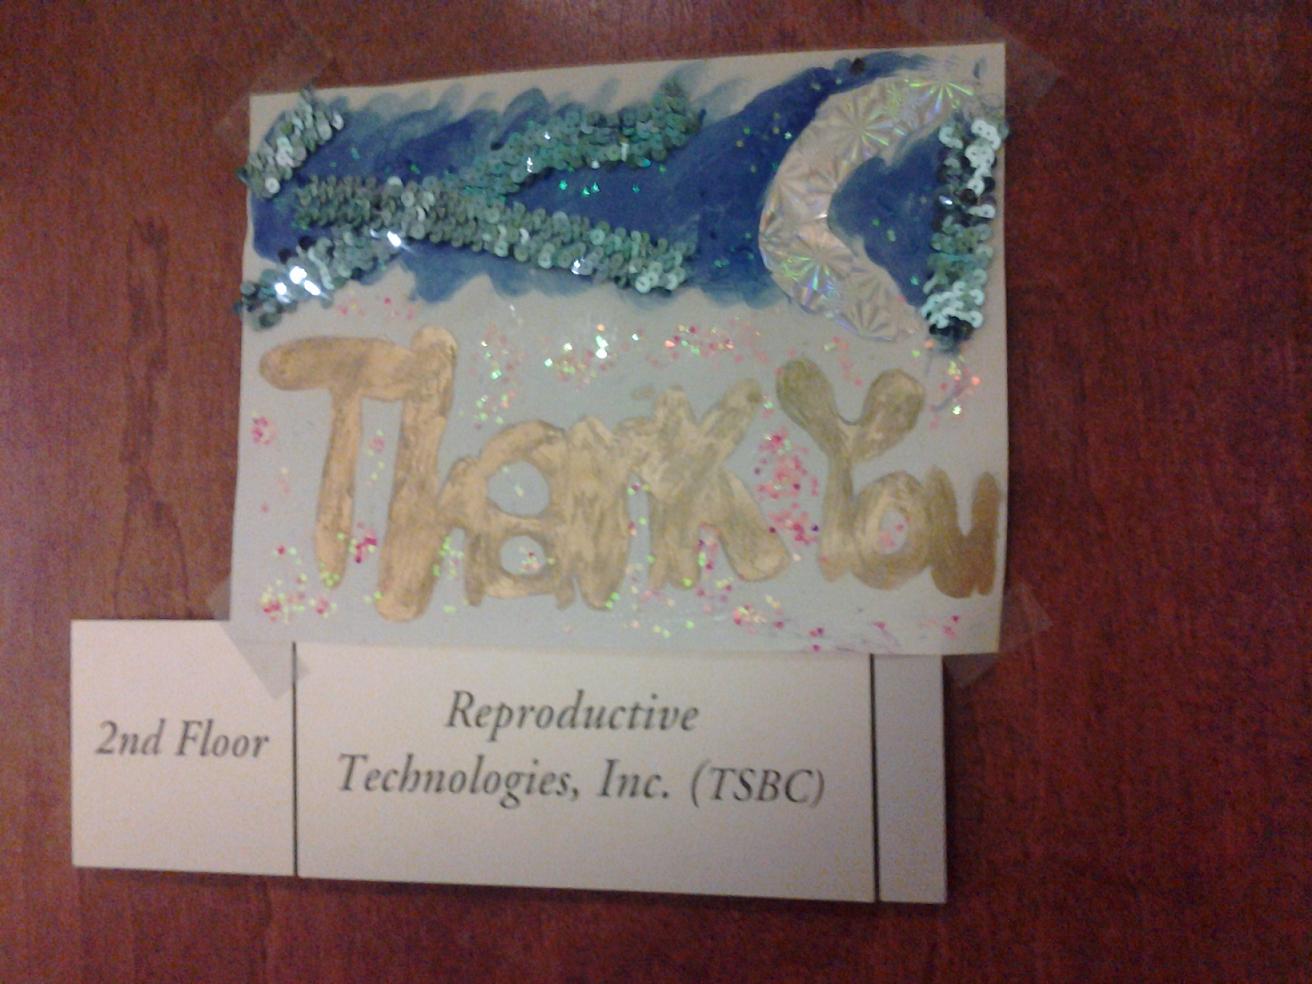 Thank You
2nd Floor
Reproductive
Technologies, Inc. (TSBC)